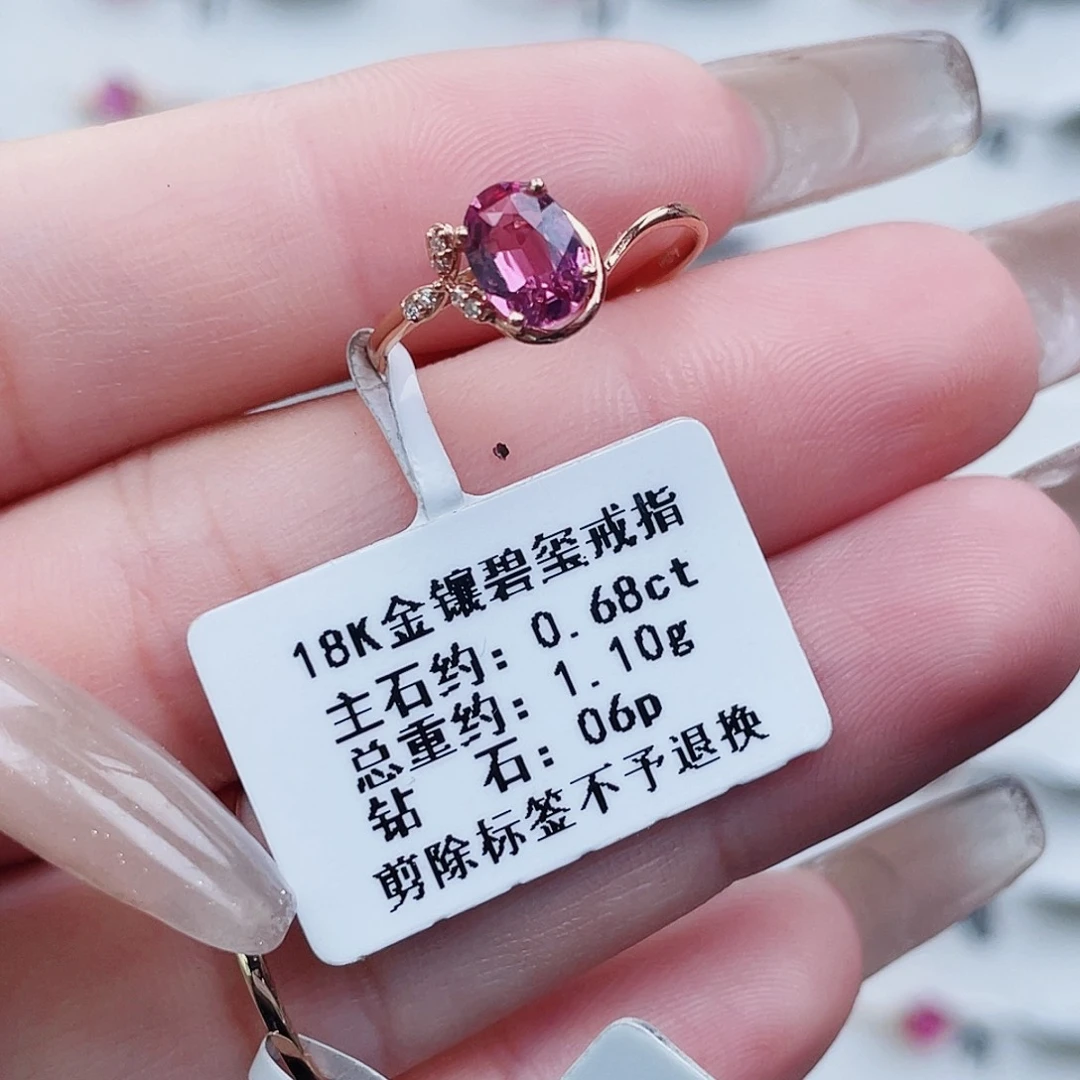 18K金镶碧玺戒指
主石约: 0.68ct
总重约: 1.10g
钻 石: 06p
剪除标签不予退换